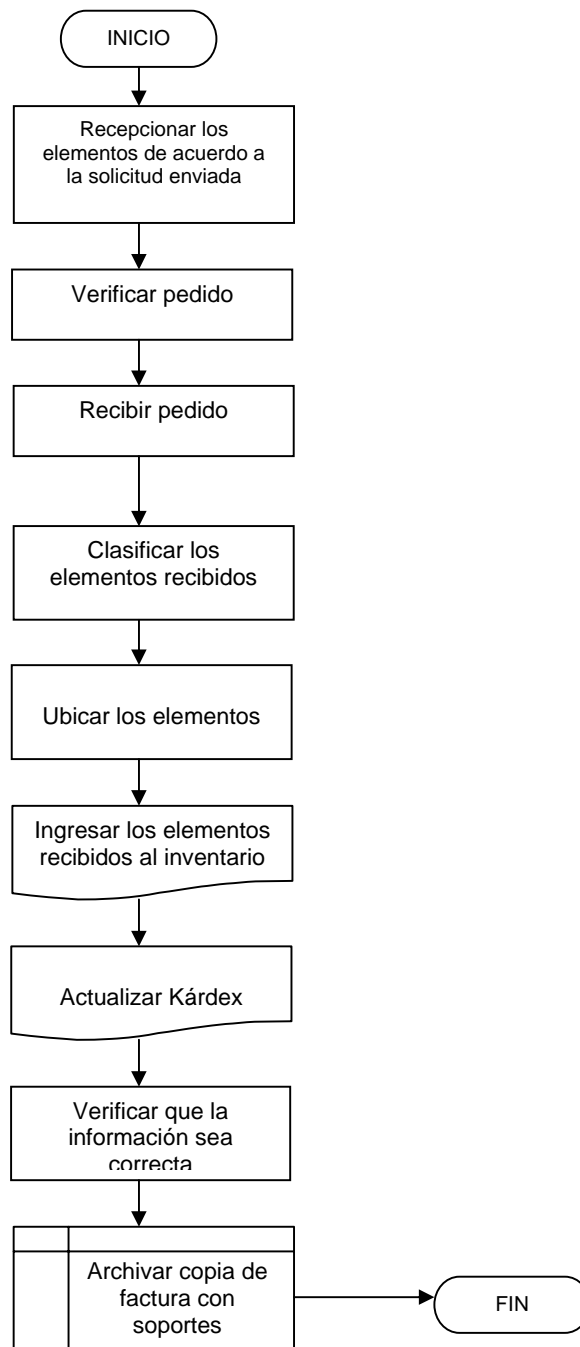 INICIO
Recepcionar los
elementos de acuerdo a
la solicitud enviada
Verificar pedido
Recibir pedido
Clasificar los
elementos recibidos
Ubicar los elementos
Ingresar los elementos
recibidos al inventario
Actualizar Kárdex
Verificar que la
información sea
correcta
Archivar copia de
factura con
soportes
FIN